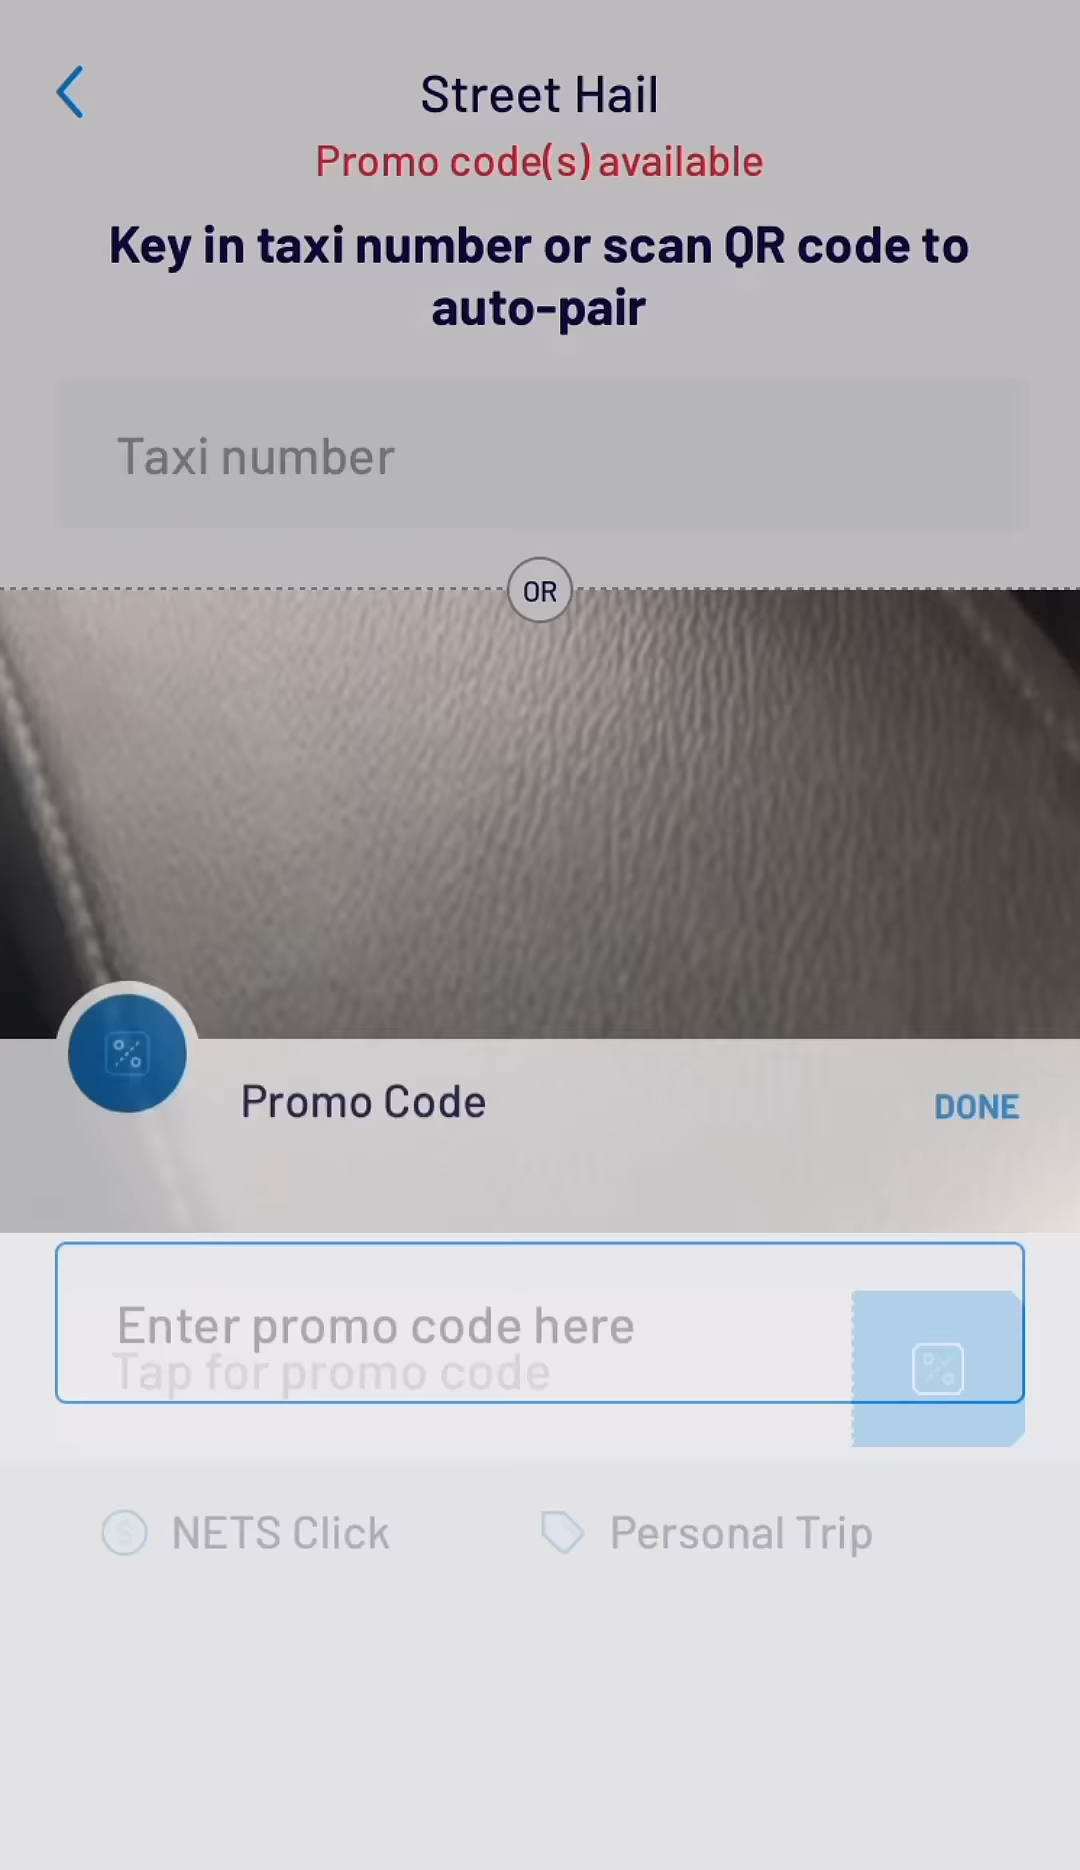 Street Hail
Promo code(s) available
Key in taxi number or scan QR code to
auto-pair
Taxi number
OR
Promo Code
DONE
Enter promo code here
Tap for promo code
NETS Click
Personal Trip